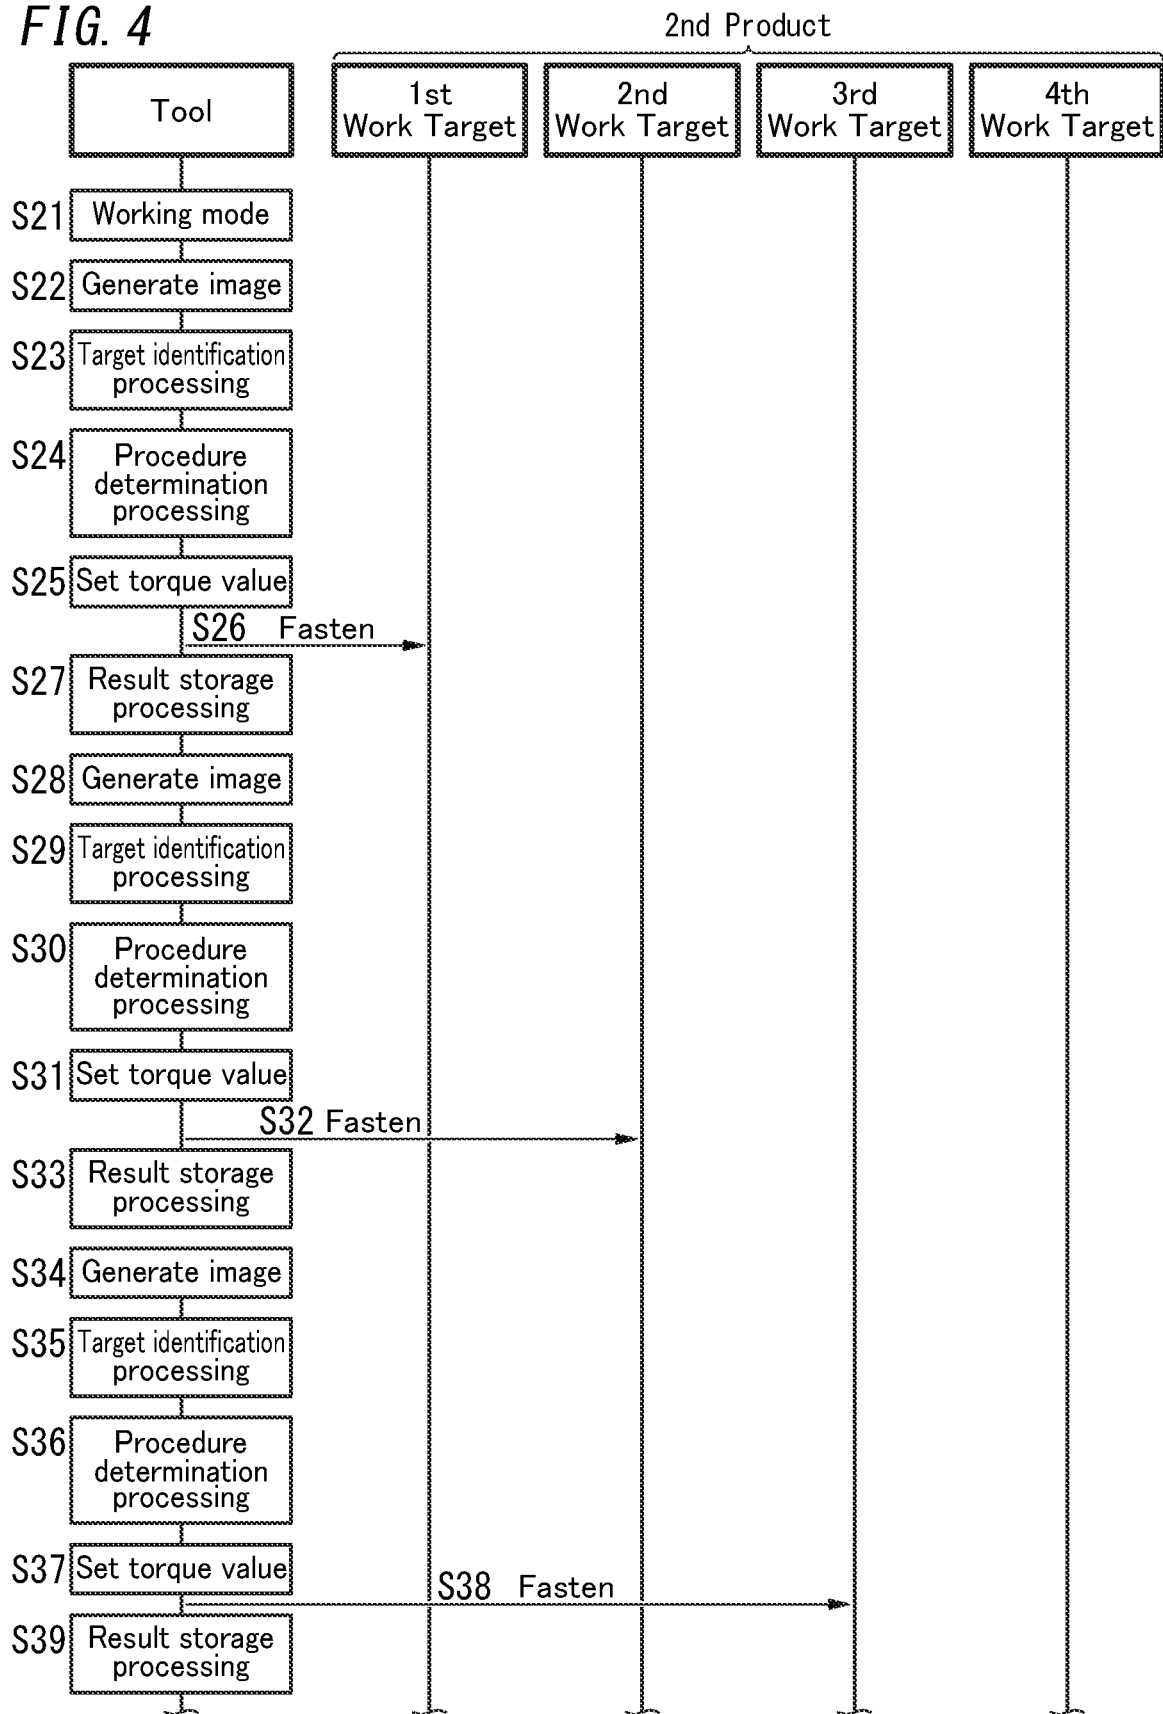 FIG. 4
2nd Product
Tool
1st
Work Target
2nd
Work Target
3rd
Work Target
4th
Work Target
S21 Working mode
S22 Generate image
S23 Target identification
processing
S24 Procedure
determination
processing
S25 Set torque value
S26 Fasten
S27 Result storage
processing
S28 Generate image
S29 Target identification
processing
S30 Procedure
determination
processing
S31 Set torque value
S32 Fasten
S33 Result storage
processing
S34 Generate image
S35 Target identification
processing
S36 Procedure
determination
processing
S37 Set torque value
S38 Fasten
S39 Result storage
processing